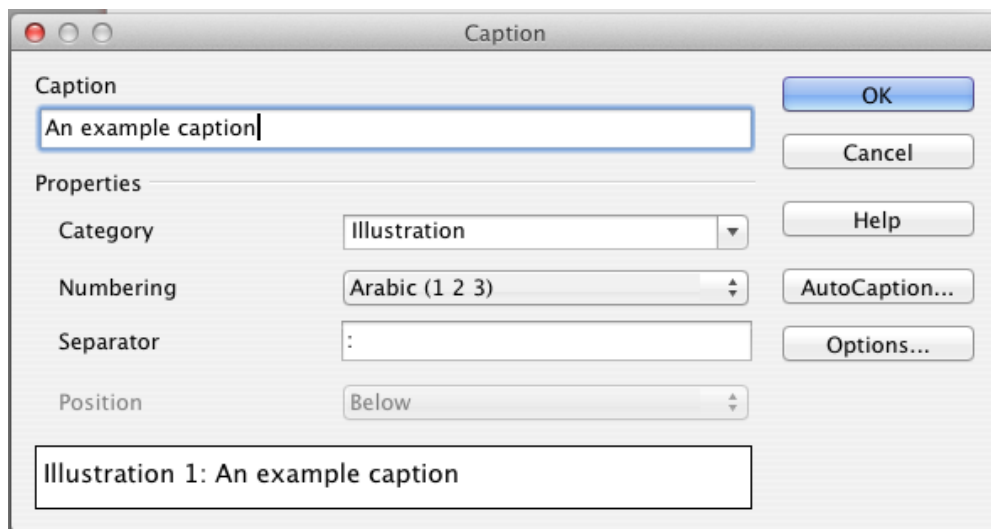 Caption
Caption
An example caption
OK
Cancel
Properties
Category
Illustration
Help
Numbering
Arabic (1 2 3)
AutoCaption...
Separator
:
Options...
Position
Below
Illustration 1: An example caption